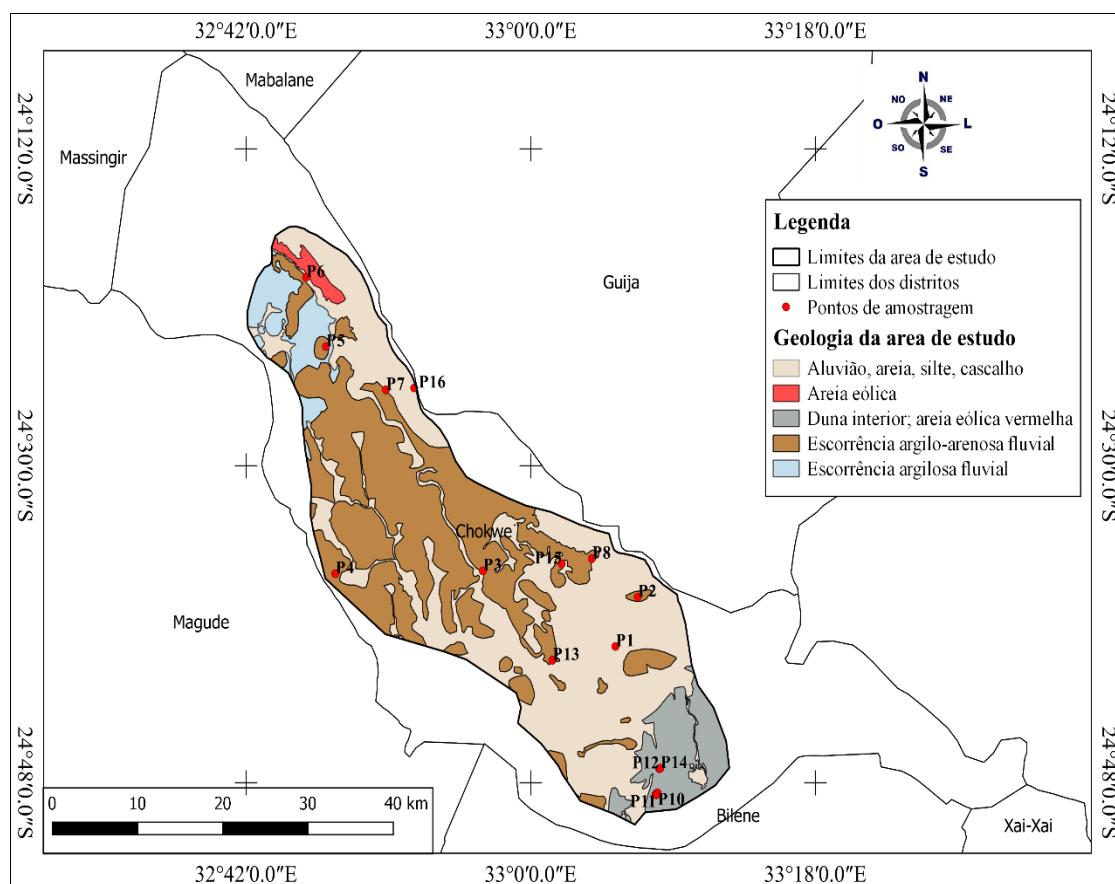 32°42'0.0"E
33°00'0.0"E
33°18'0.0"E
Mabalane
Massingir
24°12'0.0"S
24°12'0.0"S
N
NO
NE
O
L
SO
SE
S
Legenda
Limites da area de estudo
Limites dos distritos
Pontos de amostragem
Geologia da area de estudo
Aluvião, areia, silte, cascalho
Areia eólica
Duna interior; areia eólica vermelha
Escorrência argilo-arenosa fluvial
Escorrência argilosa fluvial
Guija
P6
P5
P7
P16
24°30'0.0"S
24°30'0.0"S
Chokwe
P15
P8
P4
P3
P2
Magude
P1
P13
P12
P14
P11
P10
24°48'0.0"S
24°48'0.0"S
Bilene
Xai-Xai
0
10
20
30
40 km
32°42'0.0"E
33°00'0.0"E
33°18'0.0"E